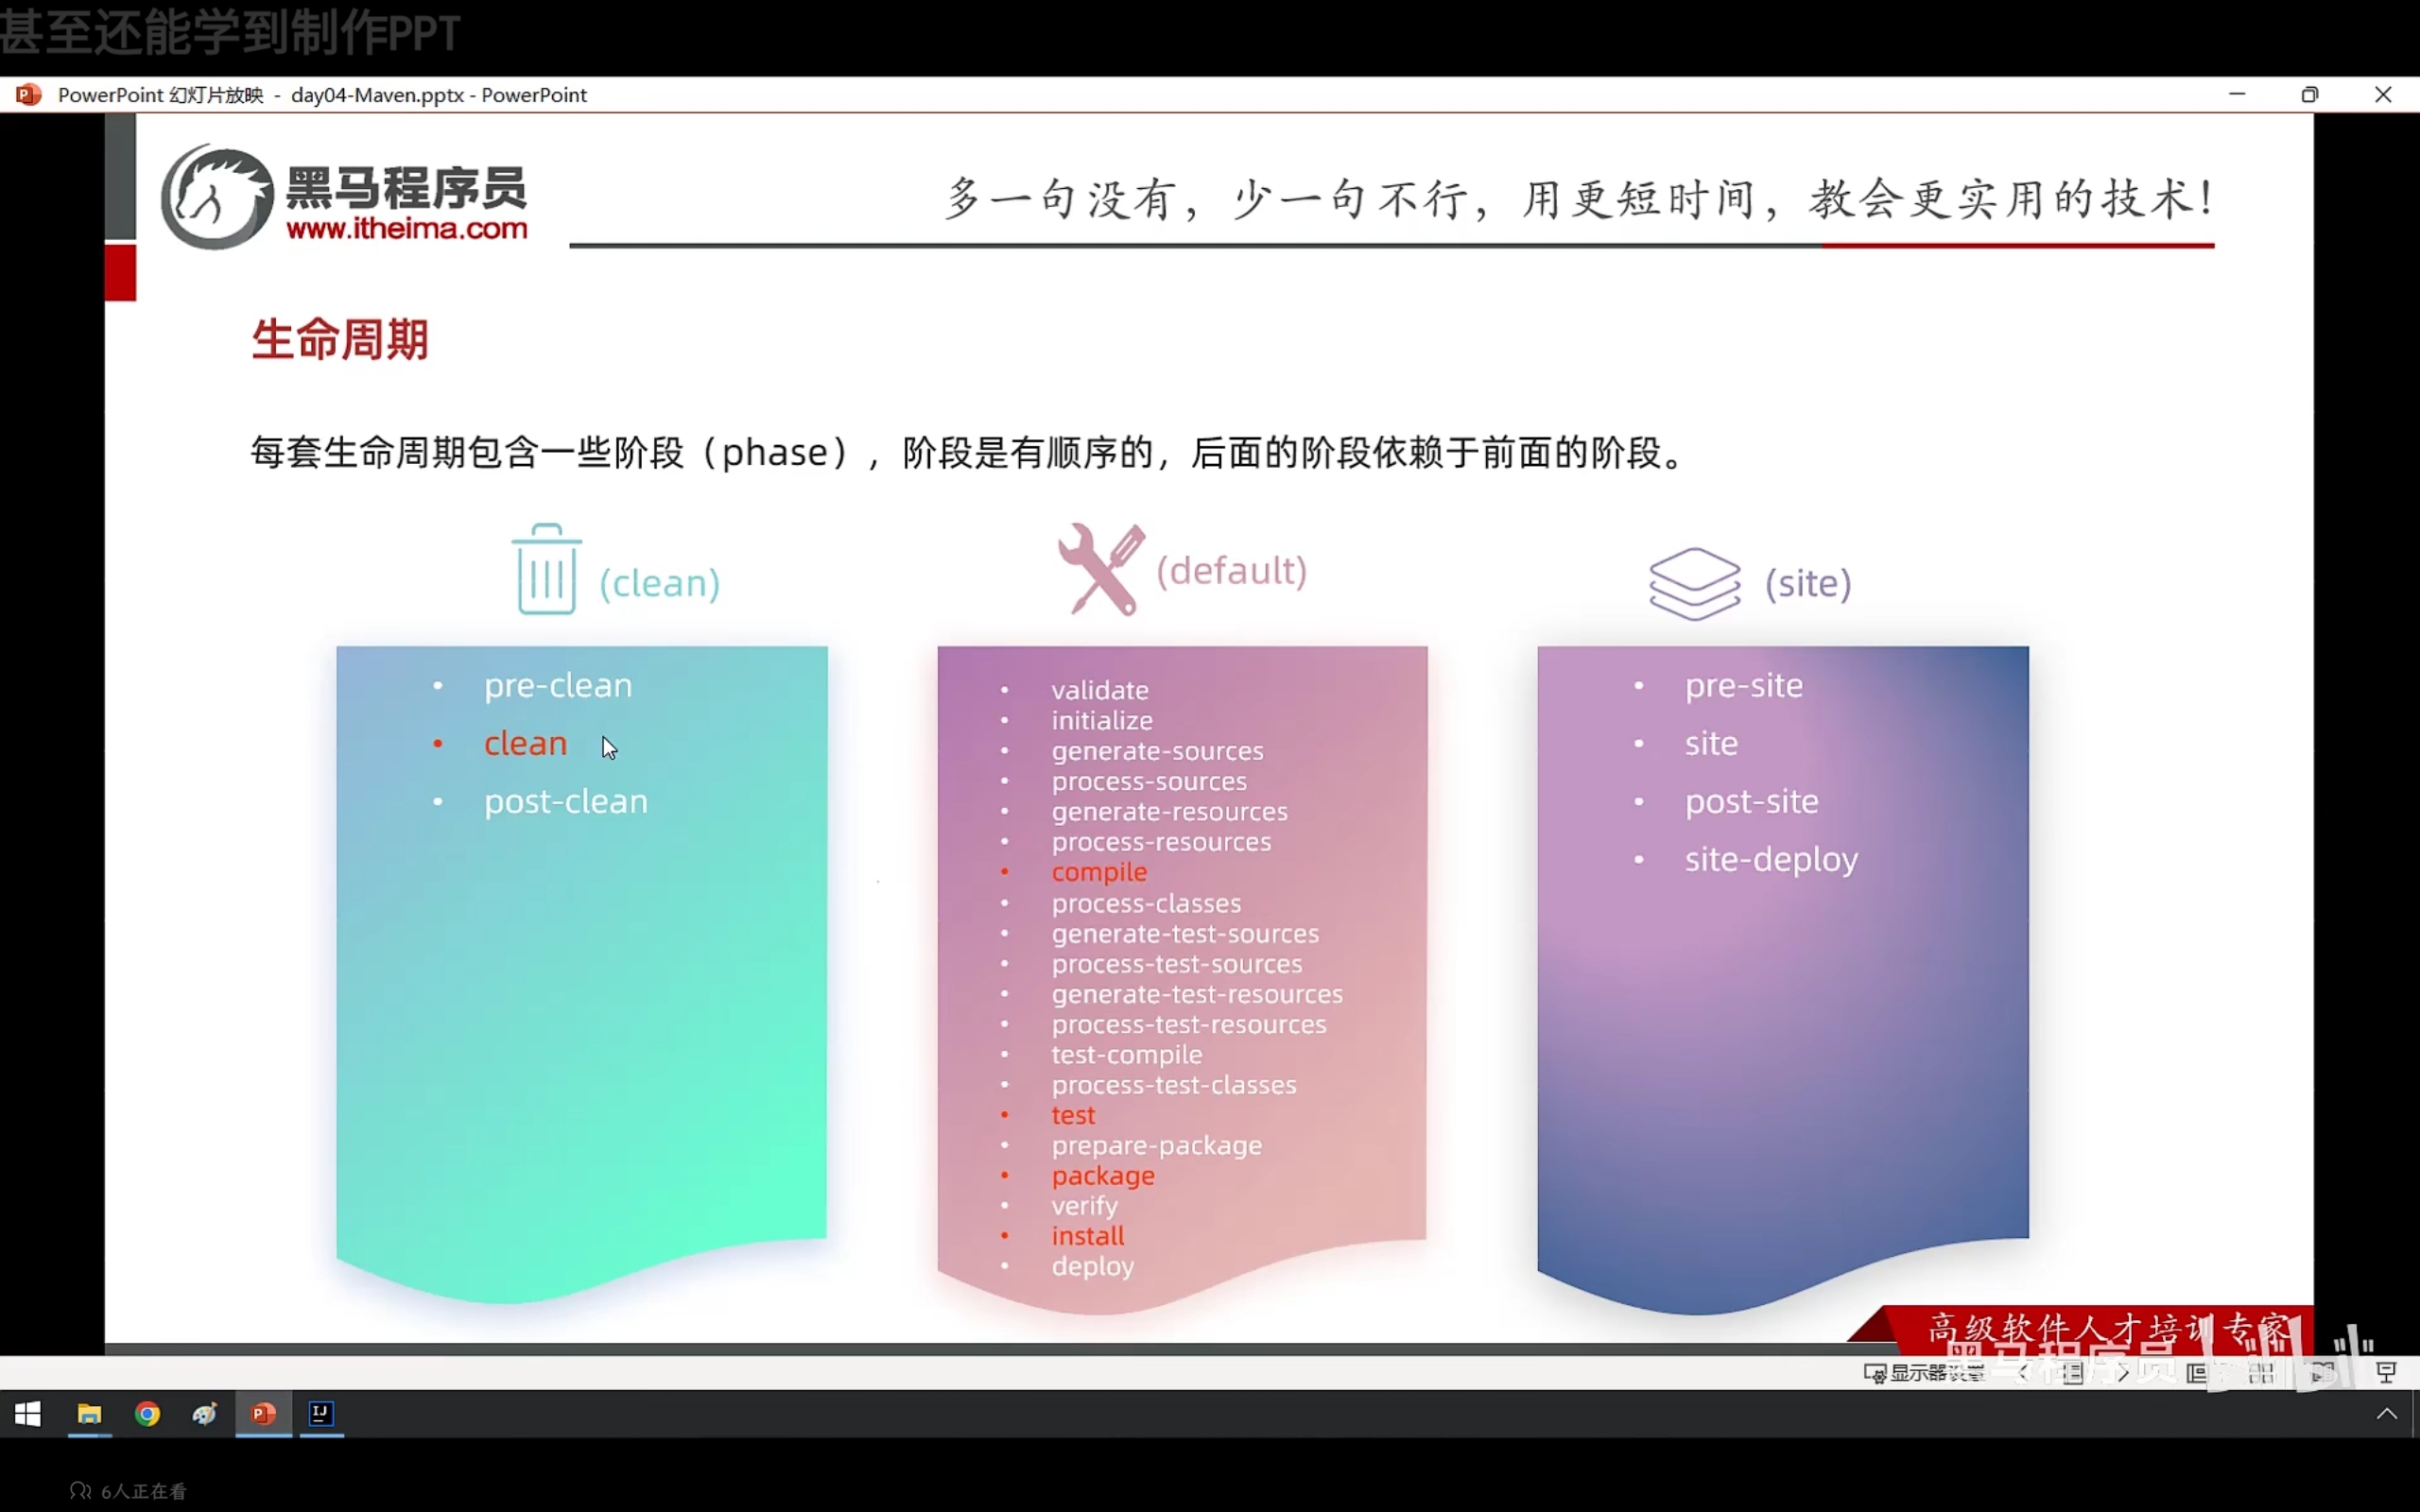 甚至还能学到制作PPT
PowerPoint 幻灯片放映 - day04-Maven.pptx - PowerPoint
黑马程序员
www.itheima.com
多一句没有，少一句不行，用更短时间，教会更实用的技术！
生命周期
每套生命周期包含一些阶段（phase），阶段是有顺序的，后面的阶段依赖于前面的阶段。
(clean)
• pre-clean
• clean
• post-clean
(default)
• validate
• initialize
• generate-sources
• process-sources
• generate-resources
• process-resources
• compile
• process-classes
• generate-test-sources
• process-test-sources
• generate-test-resources
• process-test-resources
• test-compile
• process-test-classes
• test
• prepare-package
• package
• verify
• install
• deploy
(site)
• pre-site
• site
• post-site
• site-deploy
高级软件人才培训专家
黑马程序员
显示器设置
6人正在看